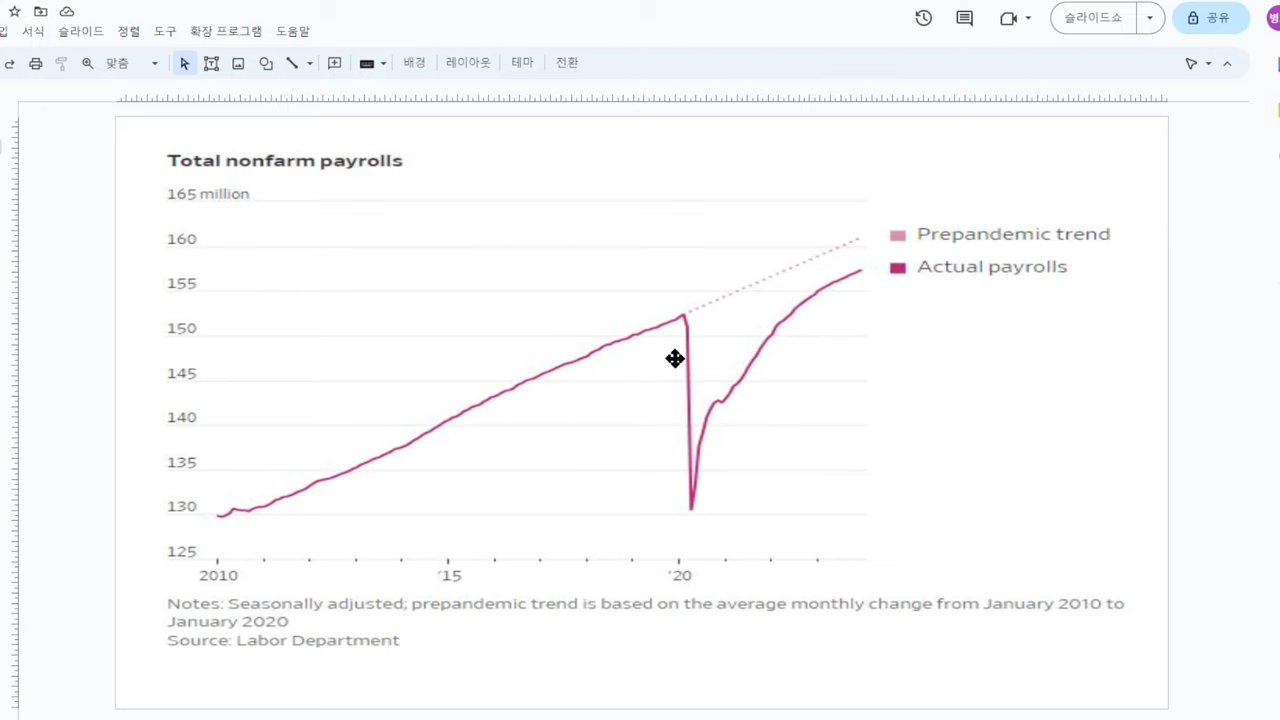 서식 슬라이드 정렬 도구 확장 프로그램 도움말
슬라이드쇼
공유
맞춤
배경 레이아웃 테마 전환
Total nonfarm payrolls
165 million
160
155
150
145
140
135
130
125
2010 '15 '20
Prepandemic trend
Actual payrolls
Notes: Seasonally adjusted; prepandemic trend is based on the average monthly change from January 2010 to
January 2020
Source: Labor Department